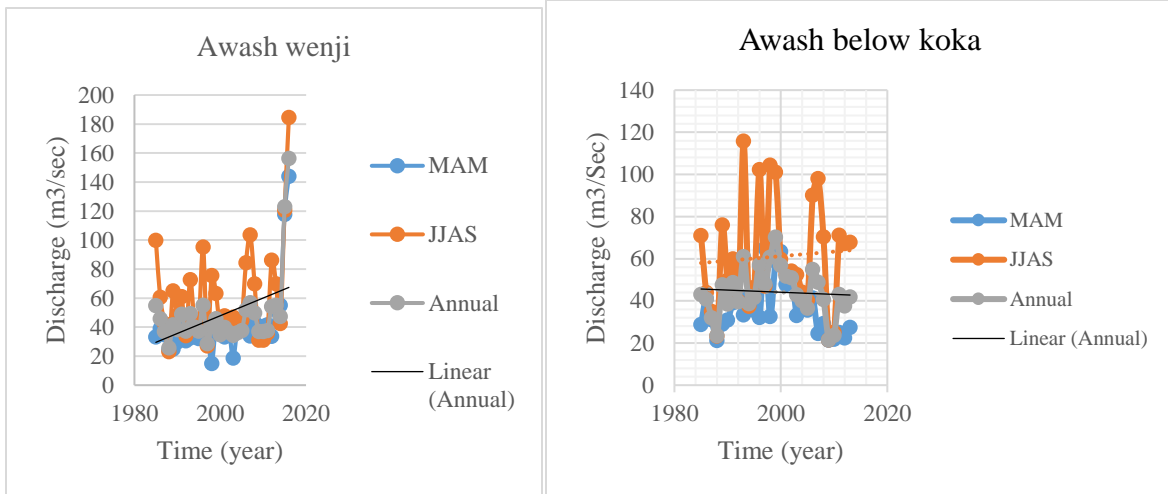 Awash wenji
Discharge (m3/sec)
200
180
160
140
120
100
80
60
40
20
0
1980
2000
2020
Time (year)
MAM
JJAS
Annual
Linear
(Annual)
Awash below koka
Discharge (m3/Sec)
140
120
100
80
60
40
20
0
1980
2000
2020
Time (year)
MAM
JJAS
Annual
Linear (Annual)